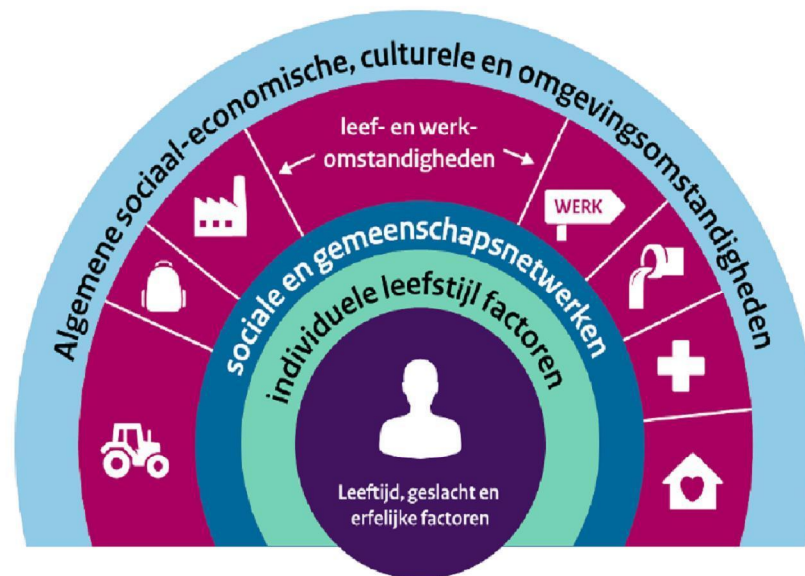 Algemene sociaal-economische, culturele en omgevingsomstandigheden
leef- en werk-
omstandigheden
WERK
sociale en gemeenschapsnetwerken
individuele leefstijl factoren
Leeftijd, geslacht en
erfelijke factoren